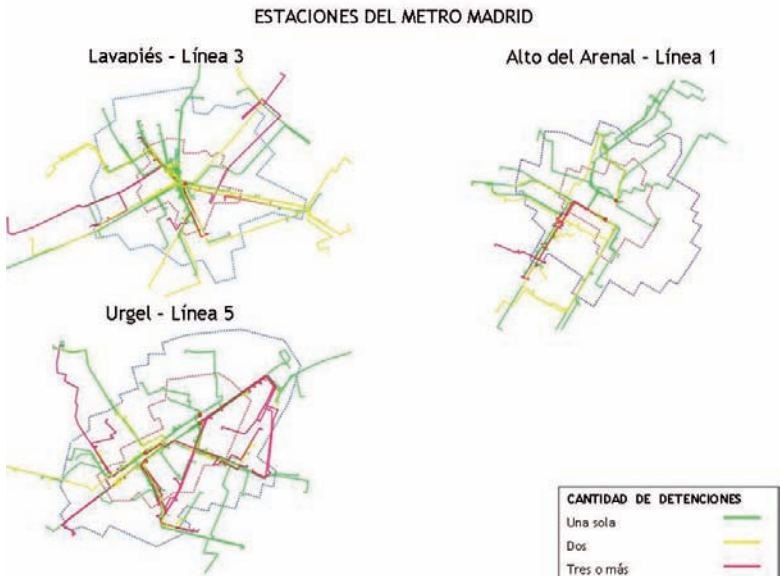 ESTACIONES DEL METRO MADRID
Lavapiés - Línea 3
Alto del Arenal - Línea 1
Urgel - Línea 5
CANTIDAD DE DETENCIONES
Una sola
Dos
Tres o más